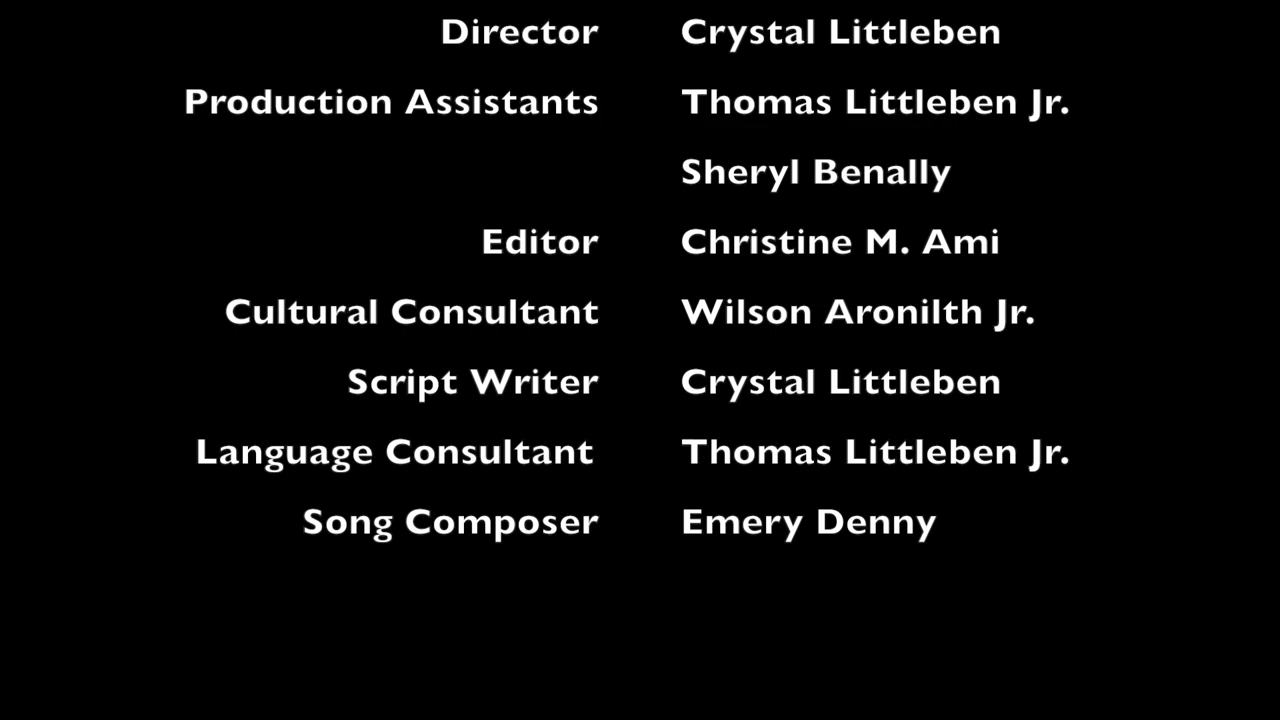 Director Crystal Littleben
Production Assistants Thomas Littleben Jr.
Sheryl Benally
Editor Christine M. Ami
Cultural Consultant Wilson Aronilth Jr.
Script Writer Crystal Littleben
Language Consultant Thomas Littleben Jr.
Song Composer Emery Denny